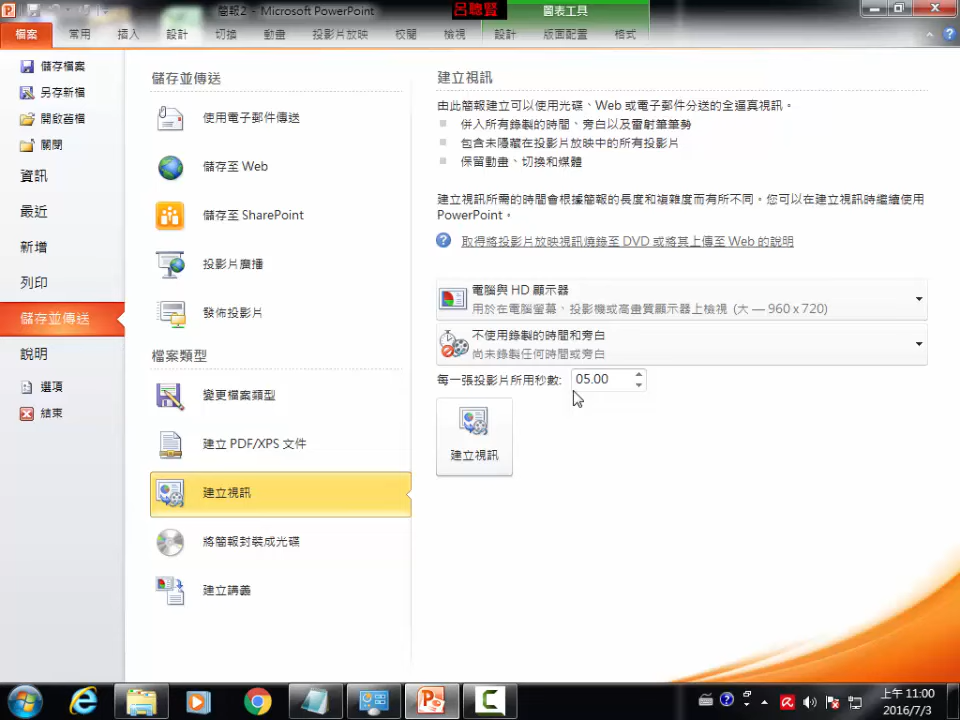 簡報2 - Microsoft PowerPoint
呂聰賢
圖表工具
檔案 常用 插入 設計 切換 動畫 投影片放映 校閱 檢視 設計 版面配置 格式
儲存檔案
另存新檔
開啟舊檔
關閉
資訊
最近
新增
列印
儲存並傳送
說明
選項
結束
儲存並傳送
使用電子郵件傳送
儲存至 Web
儲存至 SharePoint
投影片廣播
發佈投影片
檔案類型
變更檔案類型
建立 PDF/XPS 文件
建立視訊
將簡報封裝成光碟
建立講義
建立視訊
由此簡報建立可以使用光碟、Web 或電子郵件分送的全逼真視訊。
併入所有錄製的時間、旁白以及雷射筆筆勢
包含未隱藏在投影片放映中的所有投影片
保留動畫、切換和媒體
建立視訊所需的時間會根據簡報的長度和複雜度而有所不同。您可以在建立視訊時繼續使用
PowerPoint。
取得將投影片放映視訊燒錄至 DVD 或將其上傳至 Web 的說明
電腦與 HD 顯示器
用於在電腦螢幕、投影機或高畫質顯示器上檢視 (大 — 960 x 720)
不使用錄製的時間和旁白
尚未錄製任何時間或旁白
每一張投影片所用秒數: 05.00
建立視訊
上午 11:00
2016/7/3